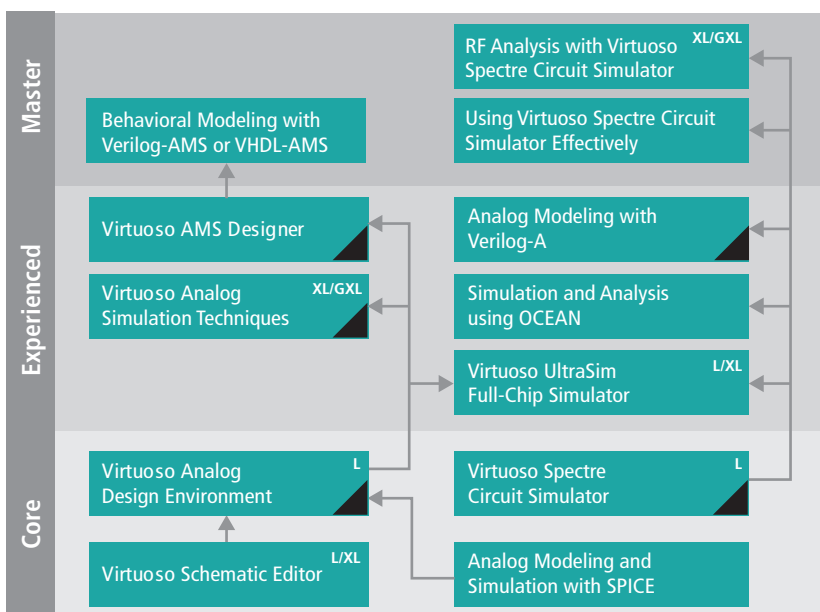 Master
RF Analysis with Virtuoso XL/GXL
Spectre Circuit Simulator
Behavioral Modeling with
Verilog-AMS or VHDL-AMS
Using Virtuoso Spectre Circuit
Simulator Effectively
Experienced
Virtuoso AMS Designer
Analog Modeling with
Verilog-A
Virtuoso Analog XL/GXL
Simulation Techniques
Simulation and Analysis
using OCEAN
Virtuoso UltraSim L/XL
Full-Chip Simulator
Core
Virtuoso Analog L
Design Environment
Virtuoso Spectre L
Circuit Simulator
Virtuoso Schematic Editor L/XL
Analog Modeling and
Simulation with SPICE